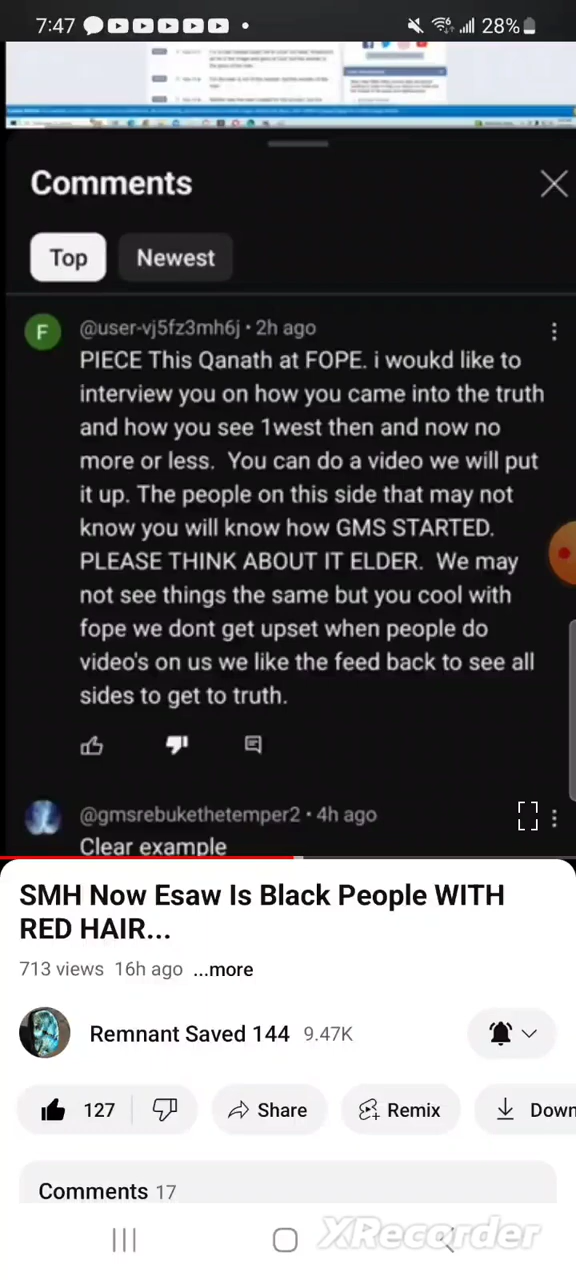 7:47
28%
Comments
Top
Newest
F
@user-vj5fz3mh6j • 2h ago
PIECE This Qanath at FOPE. i woukd like to
interview you on how you came into the truth
and how you see 1west then and now no
more or less. You can do a video we will put
it up. The people on this side that may not
know you will know how GMS STARTED.
PLEASE THINK ABOUT IT ELDER. We may
not see things the same but you cool with
fope we dont get upset when people do
video's on us we like the feed back to see all
sides to get to truth.
@gmsrebukethetemper2 • 4h ago
Clear example
SMH Now Esaw Is Black People WITH
RED HAIR...
713 views 16h ago ...more
Remnant Saved 144 9.47K
127
Share
Remix
Down
Comments 17
XRecorder